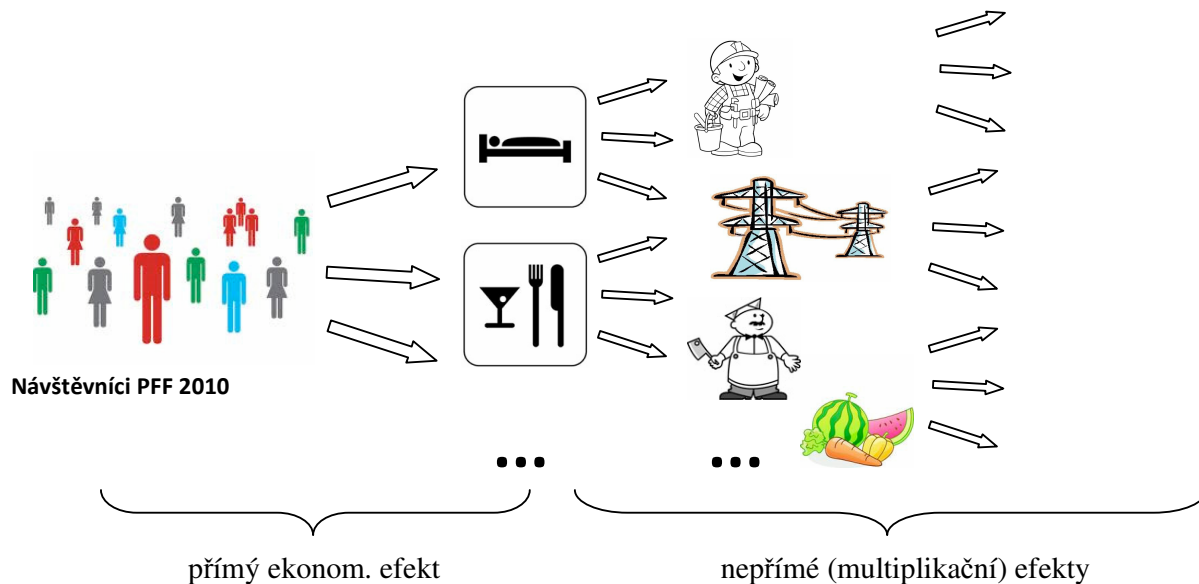 Návštěvníci PFF 2010
... ...
přímý ekonom. efekt
nepřímé (multiplikační) efekty